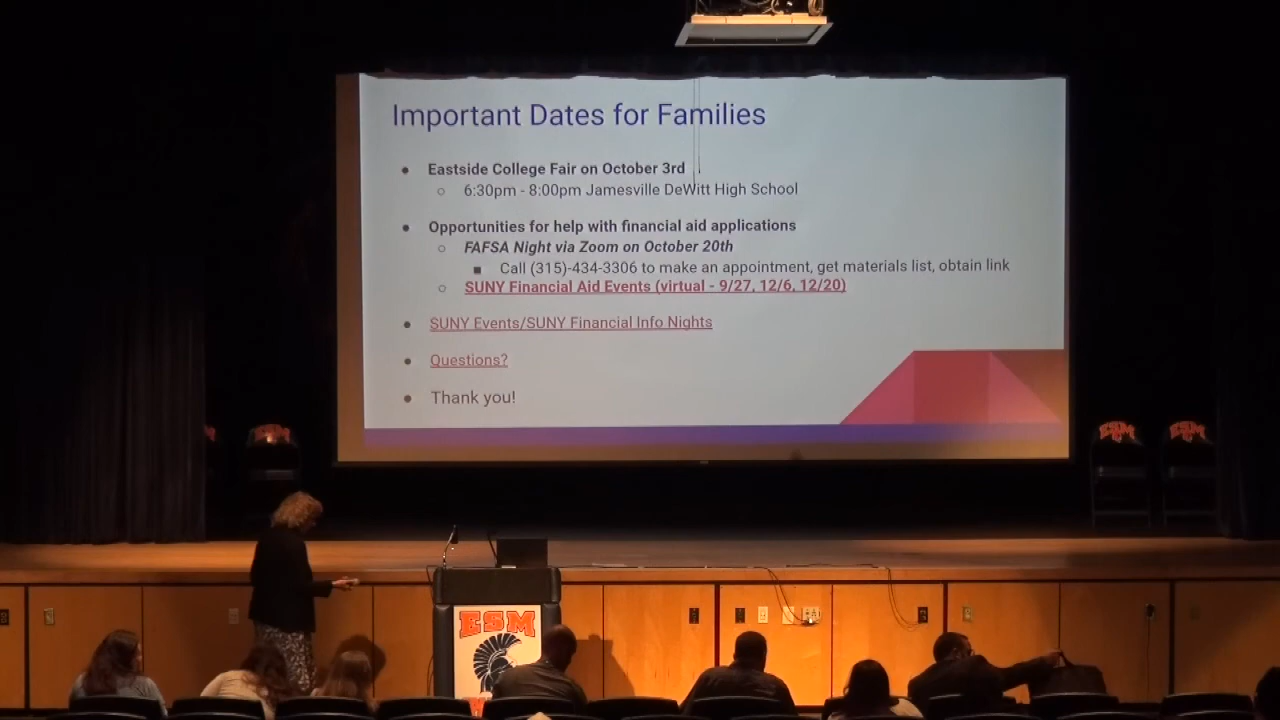 Important Dates for Families
● Eastside College Fair on October 3rd
○ 6:30pm - 8:00pm Jamesville DeWitt High School
● Opportunities for help with financial aid applications
○ FAFSA Night via Zoom on October 20th
■ Call (315)-434-3306 to make an appointment, get materials list, obtain link
○ SUNY Financial Aid Events (virtual - 9/27, 12/6, 12/20)
● SUNY Events/SUNY Financial Info Nights
● Questions?
● Thank you!
ESM
ESM
ESM
ESM